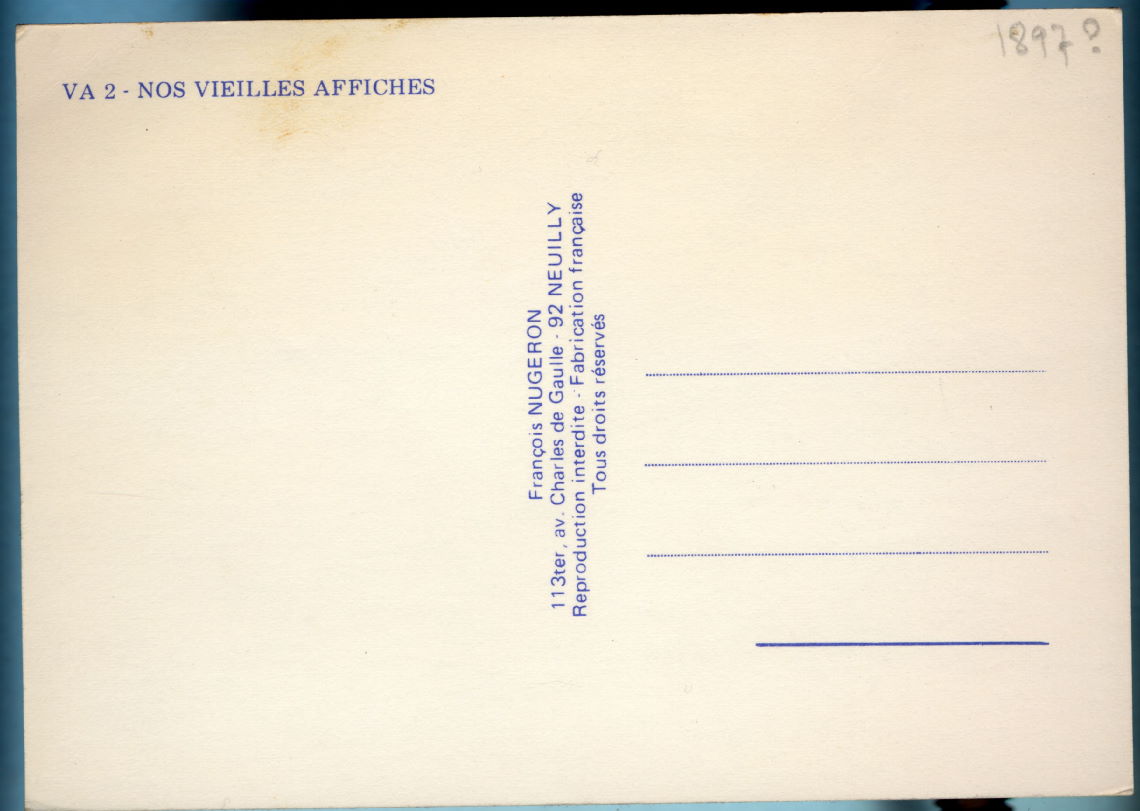 1897?
VA 2 - NOS VIEILLES AFFICHES
François NUGERON
113ter, av. Charles de Gaulle - 92 NEUILLY
Reproduction interdite - Fabrication française
Tous droits réservés